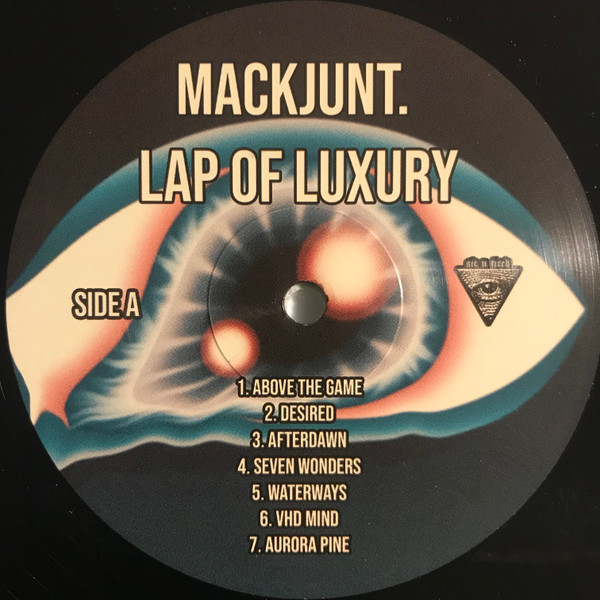 MACKJUNT.
LAP OF LUXURY
SIDE A
1. ABOVE THE GAME
2. DESIRED
3. AFTERDAWN
4. SEVEN WONDERS
5. WATERWAYS
6. VHD MIND
7. AURORA PINE